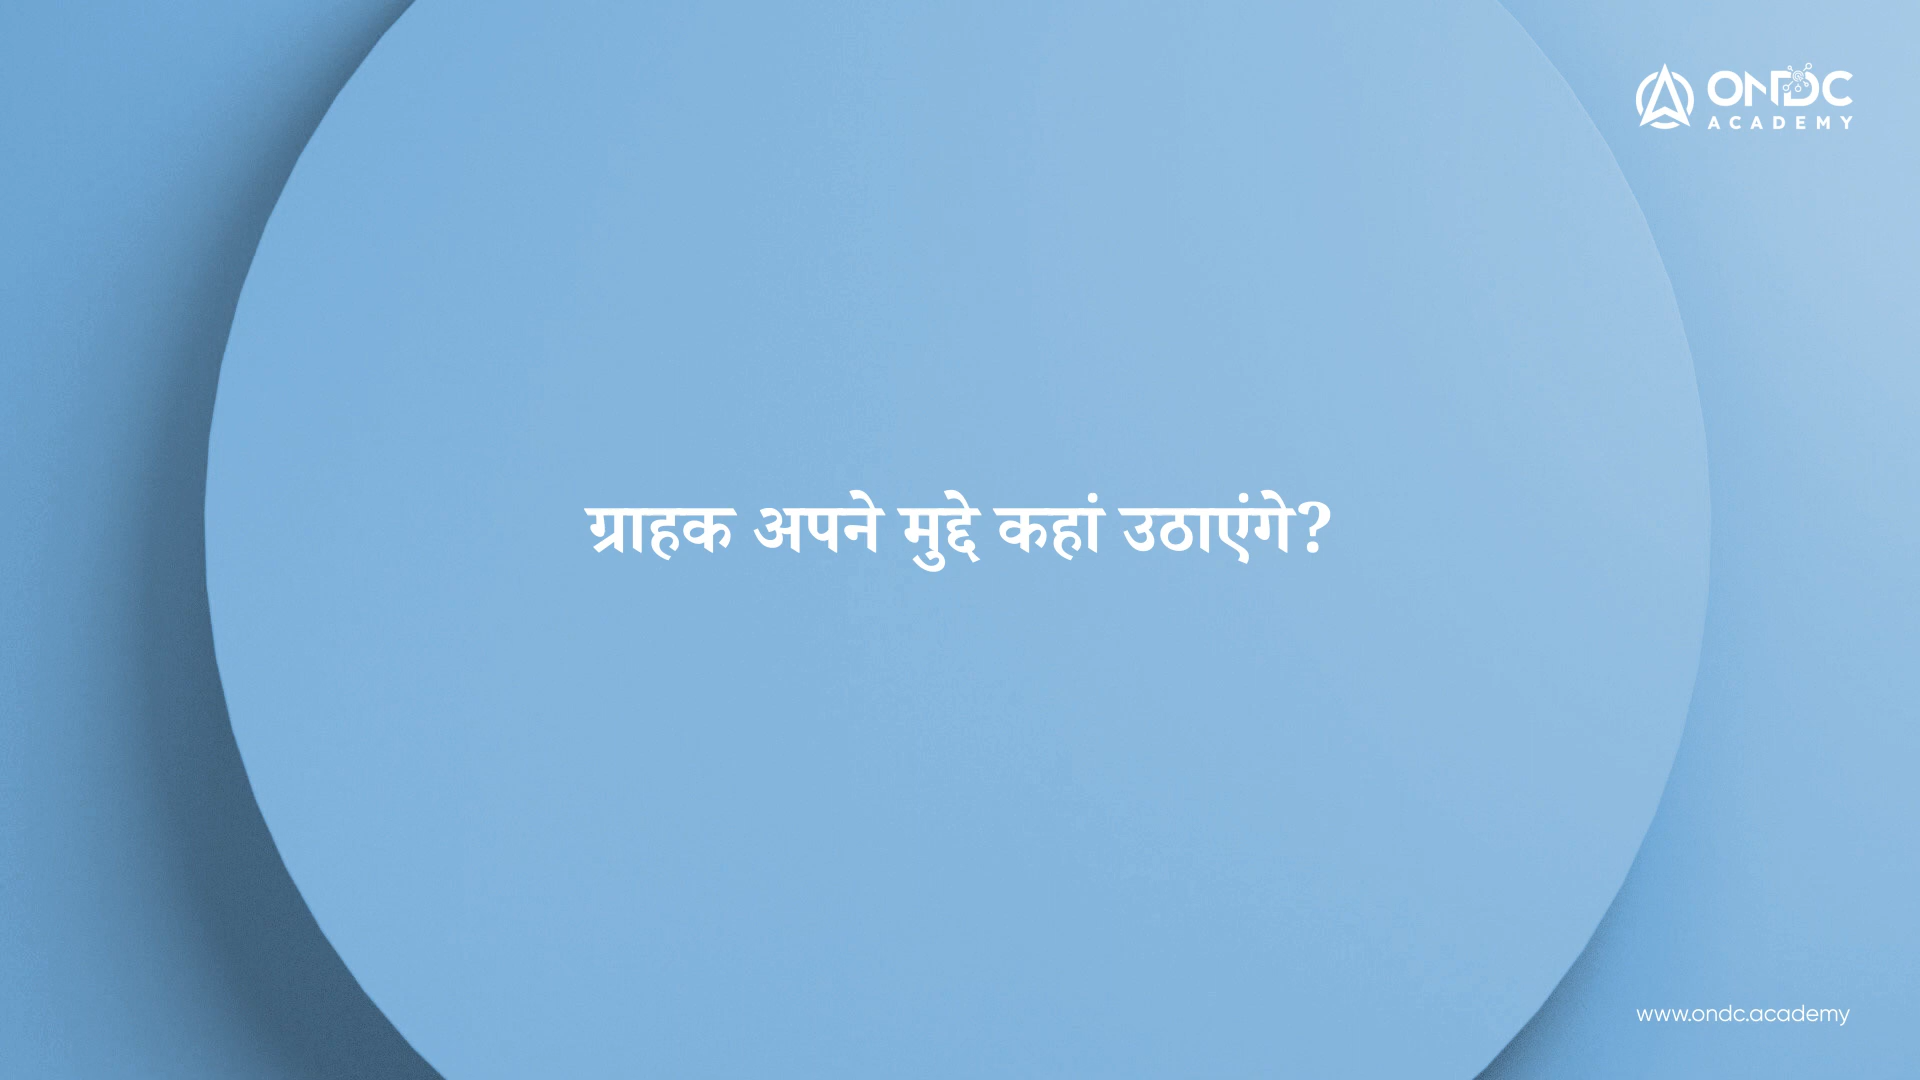 ONDC
ACADEMY
ग्राहक अपने मुद्दे कहां उठाएंगे?
www.ondc.academy